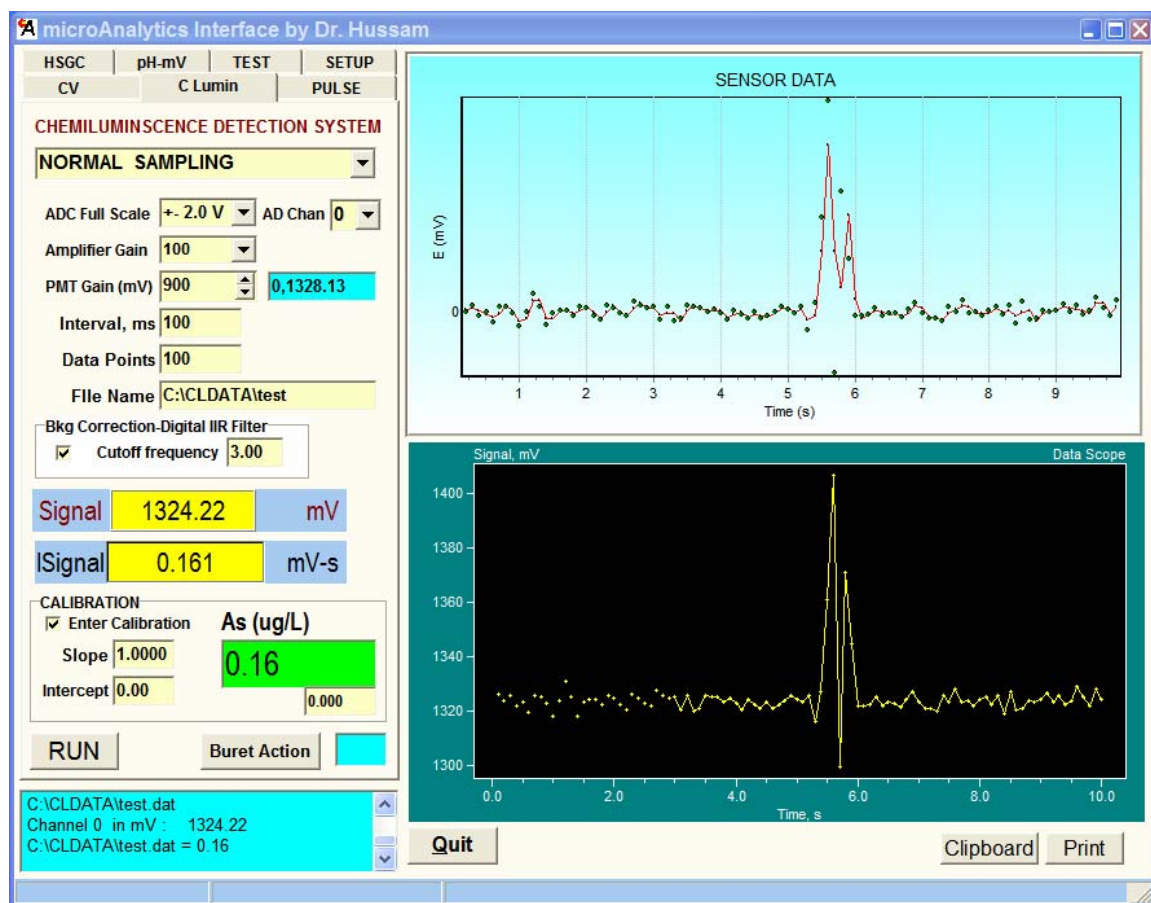 microAnalytics Interface by Dr. Hussam
HSGC pH-mV TEST SETUP
CV C Lumin PULSE
CHEMILUMINSCENCE DETECTION SYSTEM
NORMAL SAMPLING
ADC Full Scale +- 2.0 V AD Chan 0
Amplifier Gain 100
PMT Gain (mV) 900 0,1328.13
Interval, ms 100
Data Points 100
FIle Name C:\CLDATA\test
Bkg Correction-Digital IIR Filter
Cutoff frequency 3.00
Signal 1324.22 mV
ISignal 0.161 mV-s
CALIBRATION
Enter Calibration As (ug/L)
Slope 1.0000 0.16
Intercept 0.00 0.000
RUN Buret Action
C:\CLDATA\test.dat
Channel 0 in mV : 1324.22
C:\CLDATA\test.dat = 0.16
SENSOR DATA
E (mV)
0
1 2 3 4 5 6 7 8 9
Time (s)
Signal, mV Data Scope
1400
1380
1360
1340
1320
1300
0.0 2.0 4.0 6.0 8.0 10.0
Time, s
Quit Clipboard Print